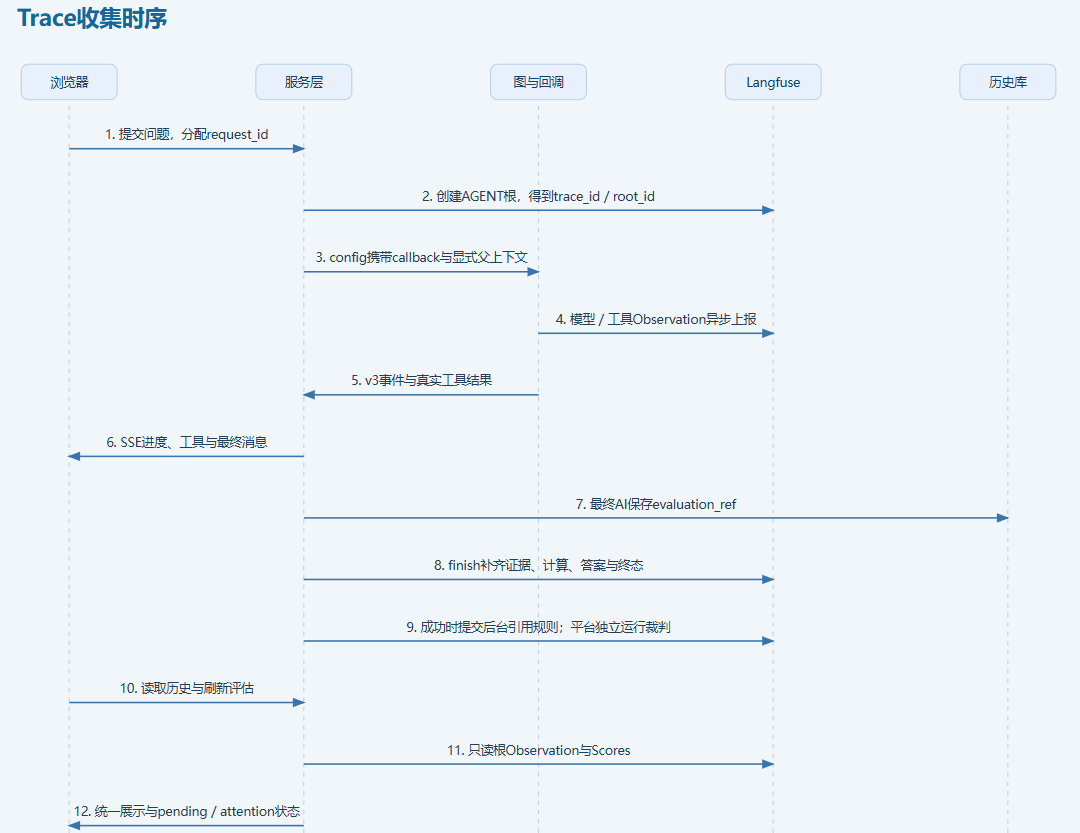 Trace收集时序
浏览器
服务层
图与回调
Langfuse
历史库
1. 提交问题，分配request_id
2. 创建AGENT根，得到trace_id / root_id
3. config携带callback与显式父上下文
4. 模型 / 工具Observation异步上报
5. v3事件与真实工具结果
6. SSE进度、工具与最终消息
7. 最终AI保存evaluation_ref
8. finish补齐证据、计算、答案与终态
9. 成功时提交后台引用规则；平台独立运行裁判
10. 读取历史与刷新评估
11. 只读根Observation与Scores
12. 统一展示与pending / attention状态